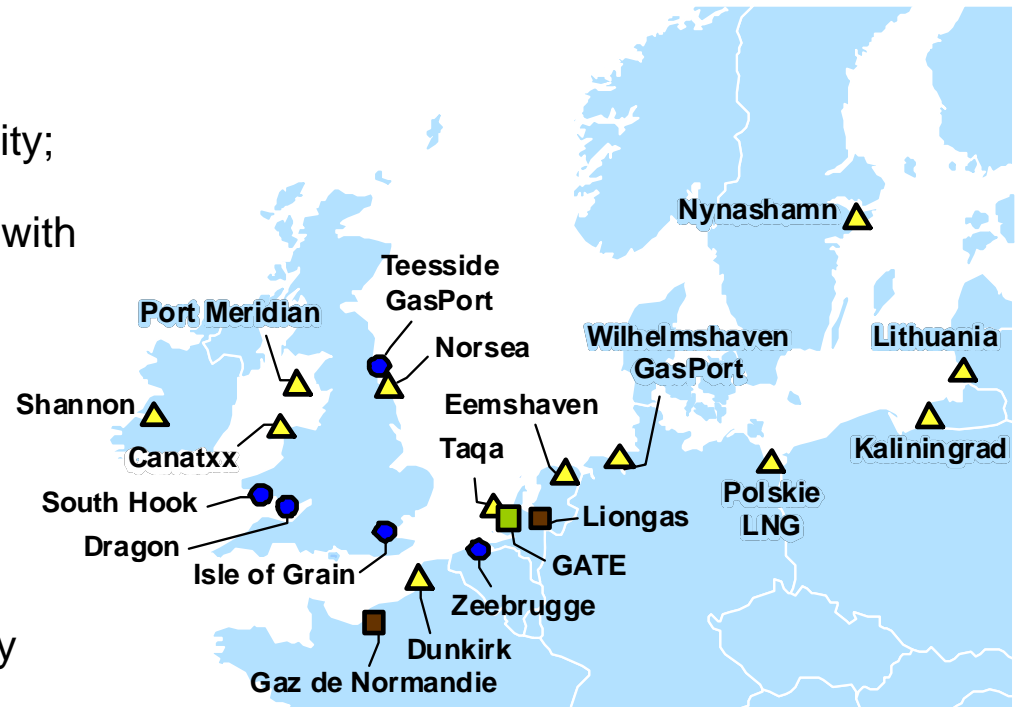 ity;
with
y
Nynashamn
Teesside
GasPort
Port Meridian
Norsea
Wilhelmshaven
GasPort
Lithuania
Shannon
Eemshaven
Canatxx
Taqa
Kaliningrad
South Hook
Polskie
LNG
Dragon
Liongas
Isle of Grain
GATE
Zeebrugge
Dunkirk
Gaz de Normandie